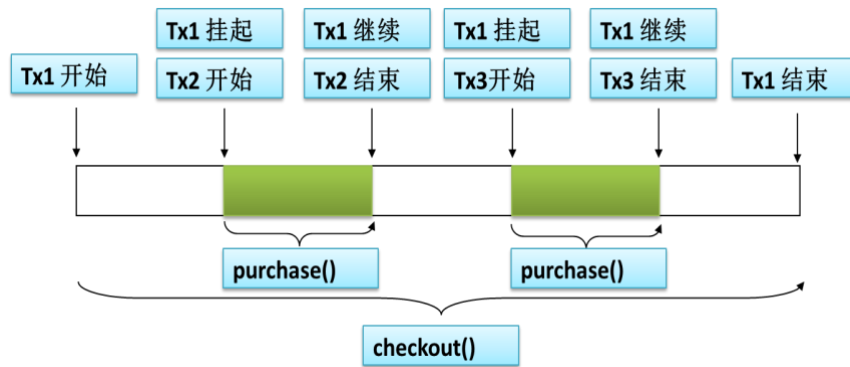 Tx1 挂起
Tx1 继续
Tx1 挂起
Tx1 继续
Tx1 开始
Tx2 开始
Tx2 结束
Tx3开始
Tx3 结束
Tx1 结束
purchase()
purchase()
checkout()